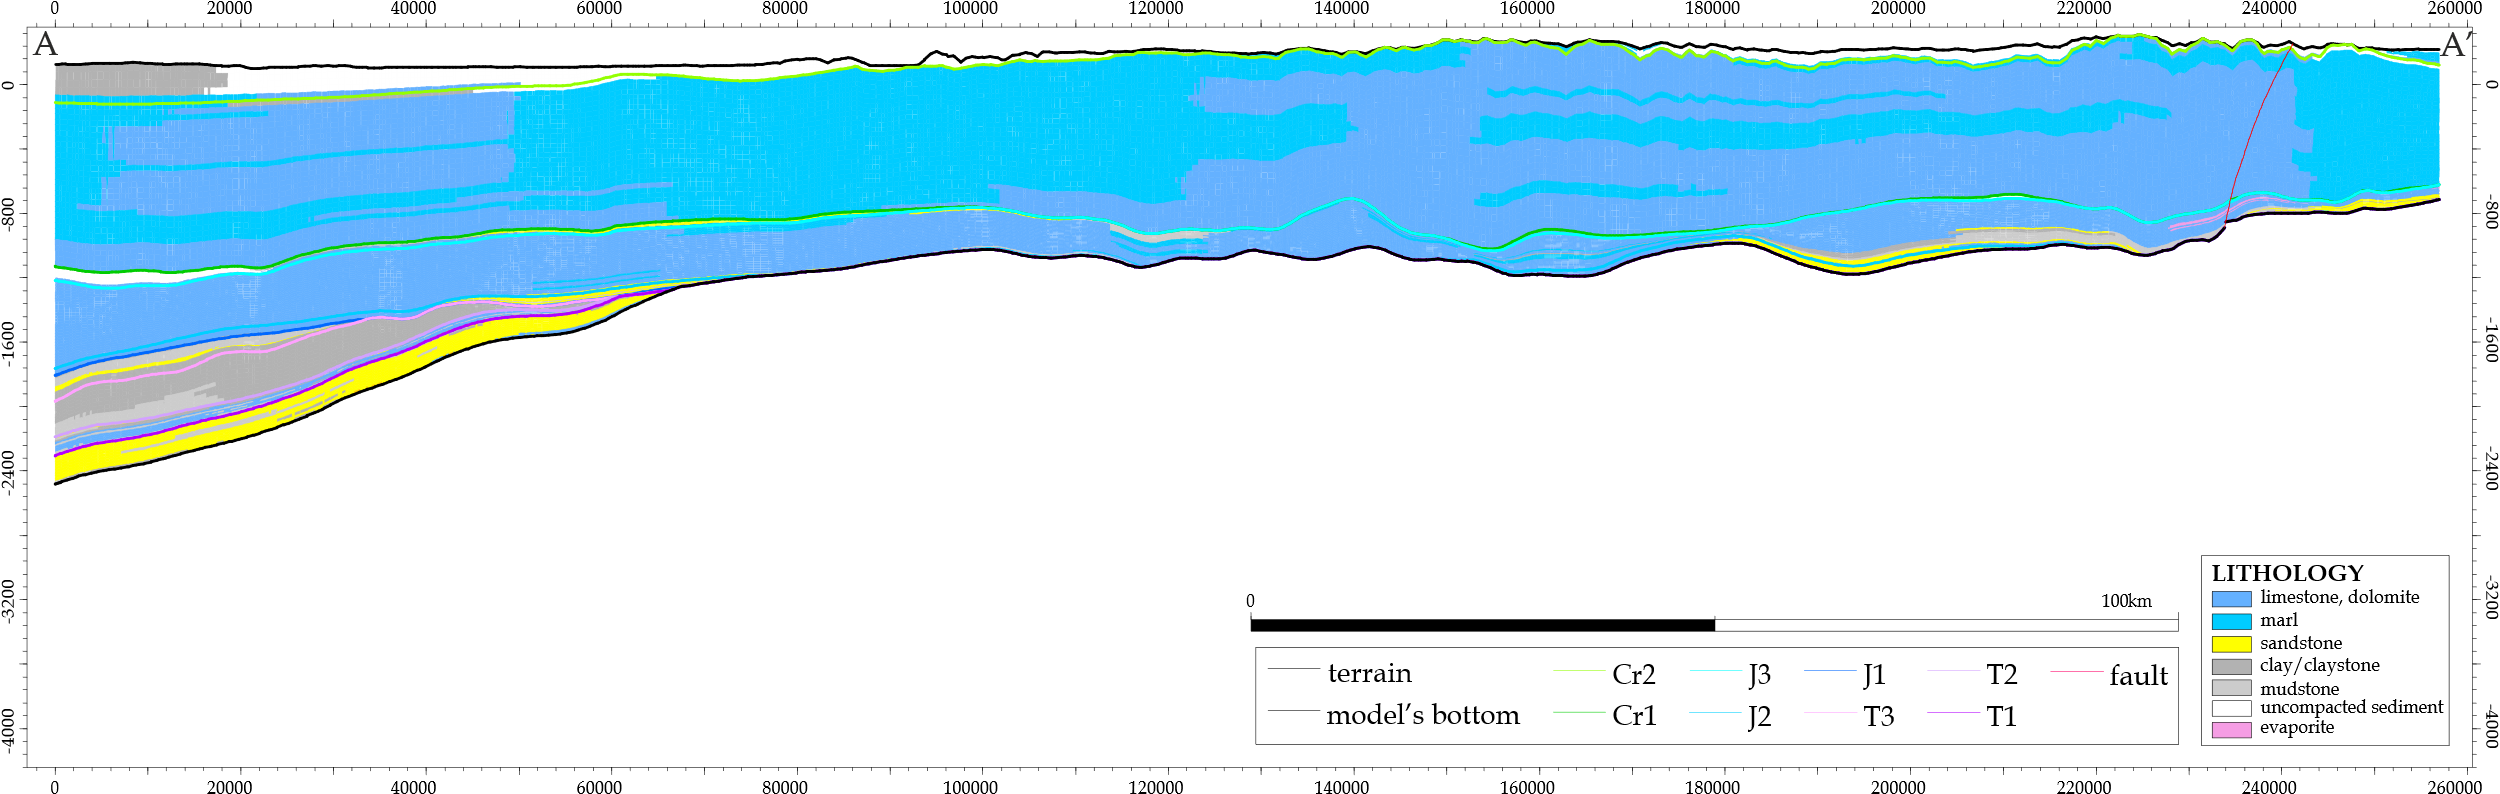 0 20000 40000 60000 80000 100000 120000 140000 160000 180000 200000 220000 240000 260000
A A'
0 0
-800 -800
-1600 -1600
-2400 -2400
-3200 -3200
-4000 -4000
0 100km
terrain Cr2 J3 J1 T2 fault
model's bottom Cr1 J2 T3 T1
LITHOLOGY
limestone, dolomite
marl
sandstone
clay/claystone
mudstone
uncompacted sediment
evaporite
0 20000 40000 60000 80000 100000 120000 140000 160000 180000 200000 220000 240000 260000